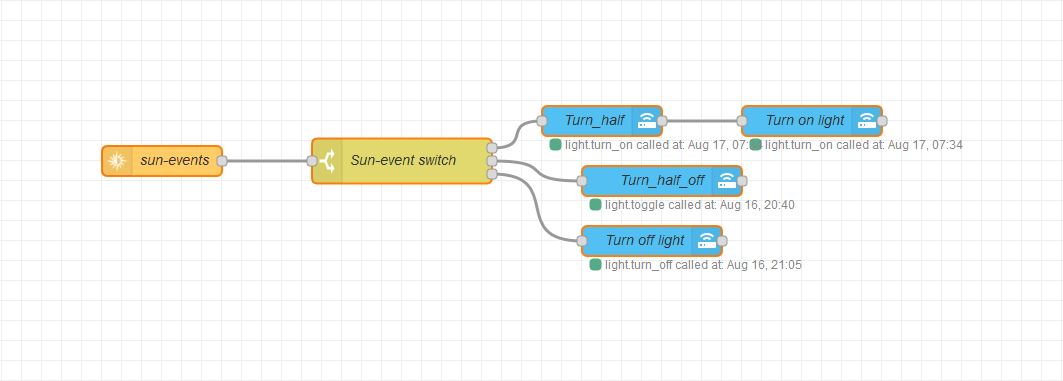 Turn_half
Turn on light
light.turn_on called at: Aug 17, 07:
light.turn_on called at: Aug 17, 07:34
sun-events
Sun-event switch
Turn_half_off
light.toggle called at: Aug 16, 20:40
Turn off light
light.turn_off called at: Aug 16, 21:05